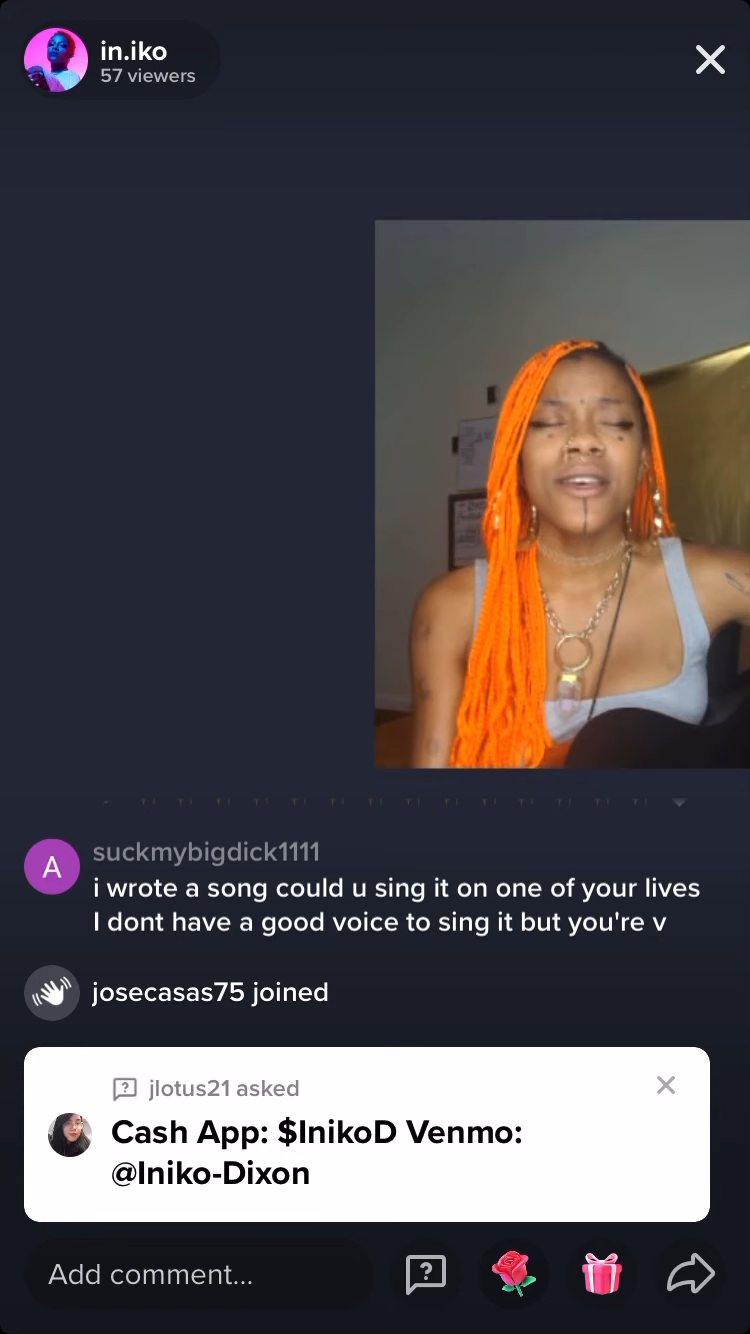 in.iko
57 viewers
suckmybigdick1111
i wrote a song could u sing it on one of your lives
I dont have a good voice to sing it but you're v
josecasas75 joined
jlotus21 asked
Cash App: $InikoD Venmo:
@Iniko-Dixon
A
Add comment...